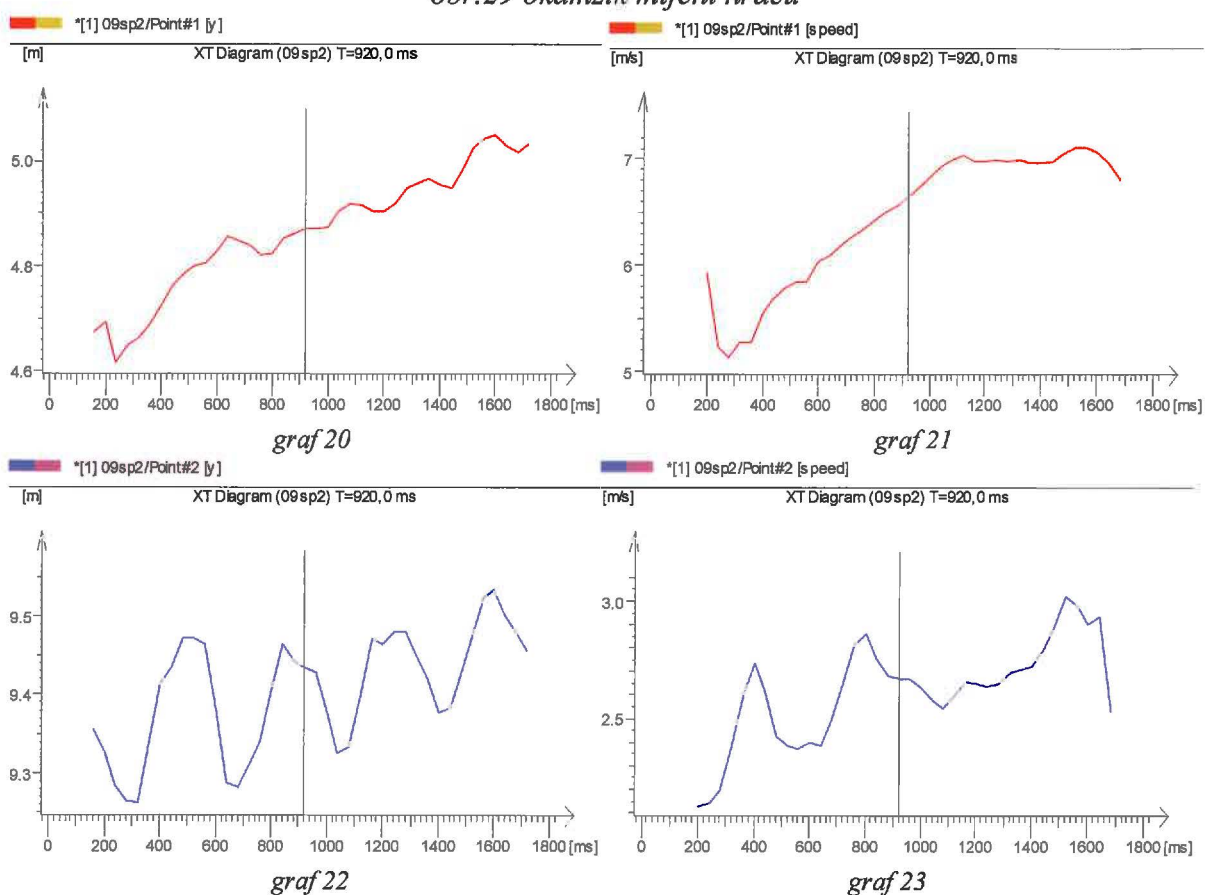 *[1] 09sp2/Point#1 [y]
[m] XT Diagram (09sp2) T=920,0 ms
5.0
4.8
4.6
0 200 400 600 800 1000 1200 1400 1600 1800 [ms]
graf 20
*[1] 09sp2/Point#1 [speed]
[m/s] XT Diagram (09sp2) T=920,0 ms
7
6
5
0 200 400 600 800 1000 1200 1400 1600 1800 [ms]
graf 21
*[1] 09sp2/Point#2 [y]
[m] XT Diagram (09sp2) T=920,0 ms
9.5
9.4
9.3
0 200 400 600 800 1000 1200 1400 1600 1800 [ms]
graf 22
*[1] 09sp2/Point#2 [speed]
[m/s] XT Diagram (09sp2) T=920,0 ms
3.0
2.5
0 200 400 600 800 1000 1200 1400 1600 1800 [ms]
graf 23